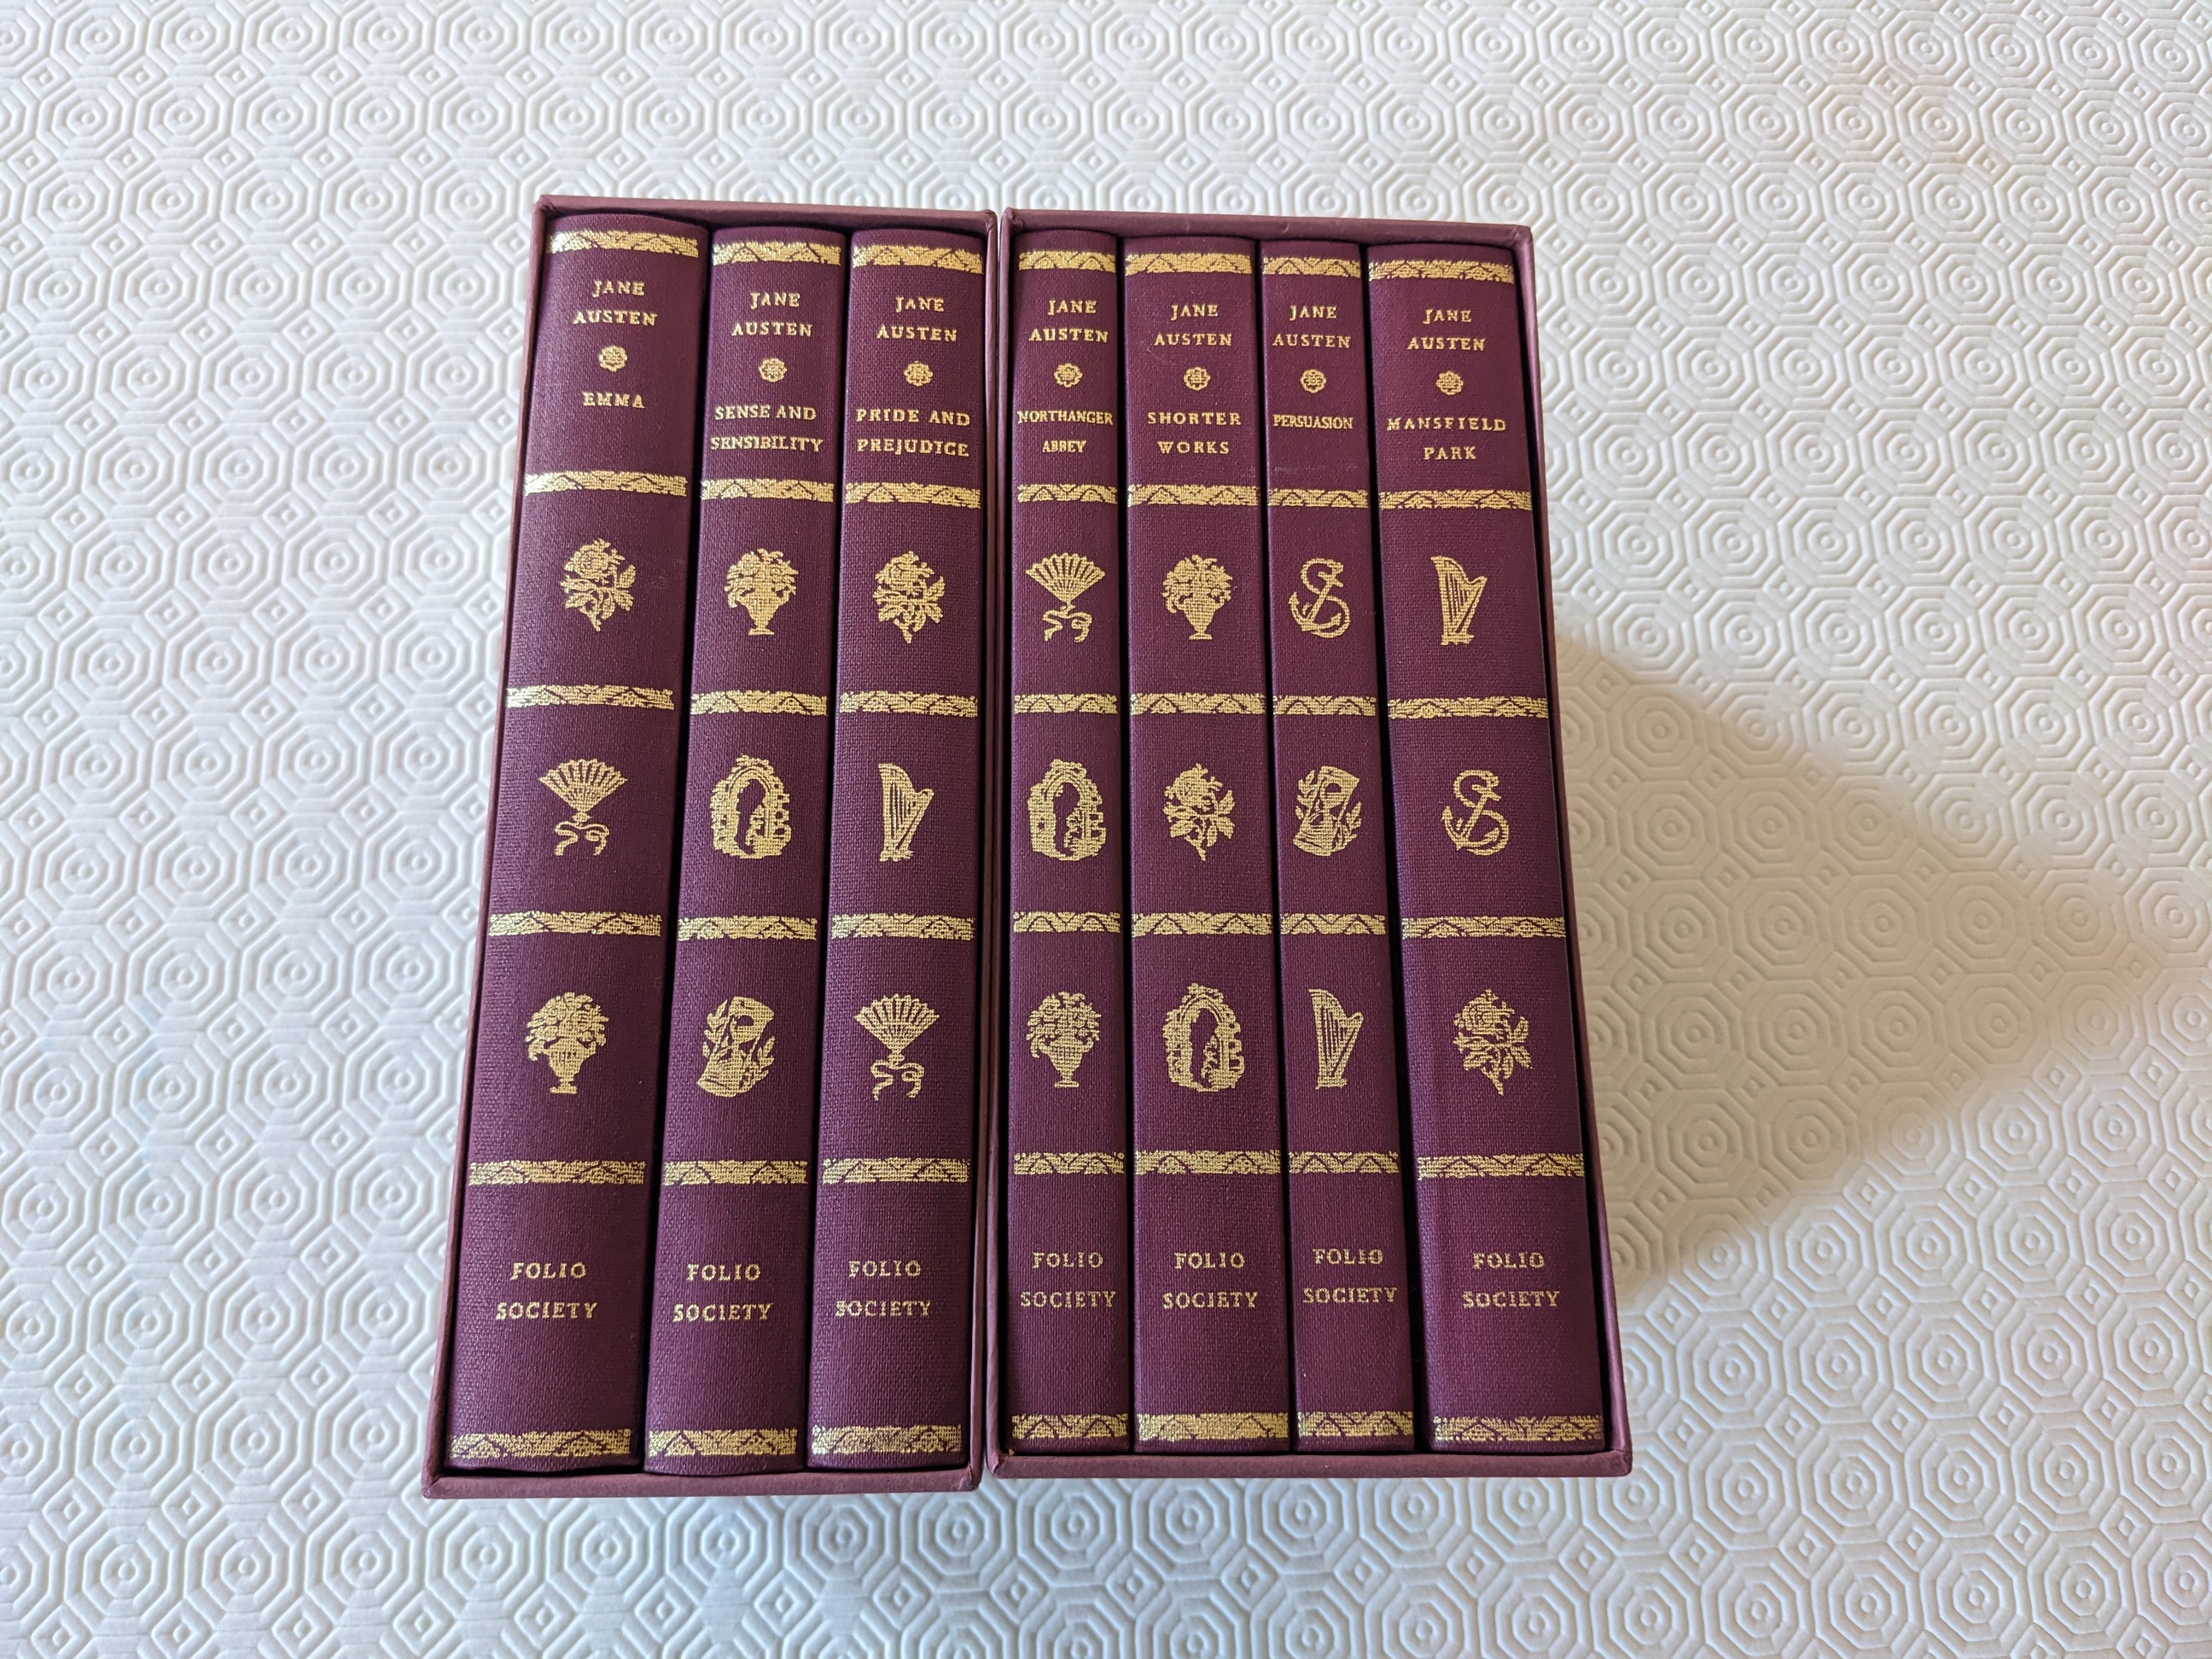 JANE
AUSTEN
EMMA
FOLIO
SOCIETY
JANE
AUSTEN
SENSE AND
SENSIBILITY
FOLIO
SOCIETY
JANE
AUSTEN
PRIDE AND
PREJUDICE
FOLIO
SOCIETY
JANE
AUSTEN
NORTHANGER
ABBEY
FOLIO
SOCIETY
JANE
AUSTEN
SHORTER
WORKS
FOLIO
SOCIETY
JANE
AUSTEN
PERSUASION
FOLIO
SOCIETY
JANE
AUSTEN
MANSFIELD
PARK
FOLIO
SOCIETY